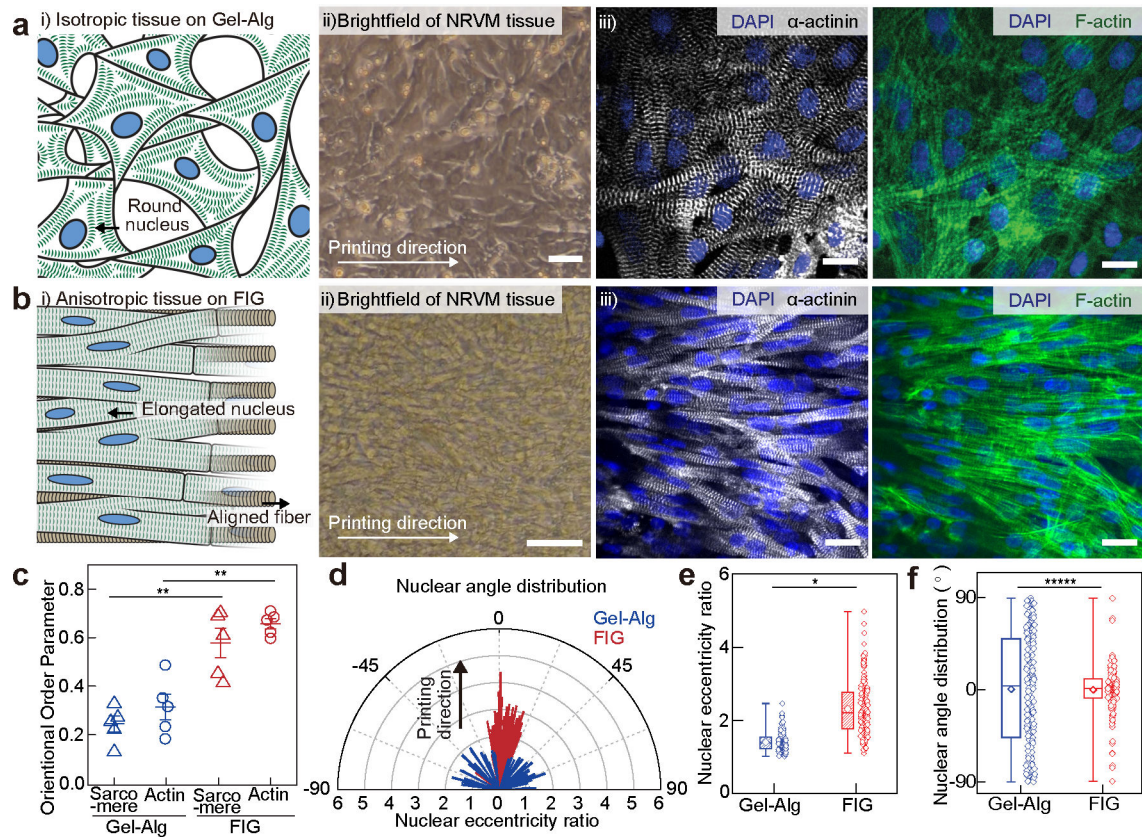 a i) Isotropic tissue on Gel-Alg
Round
nucleus
ii) Brightfield of NRVM tissue
Printing direction
iii) DAPI α-actinin
DAPI F-actin
b i) Anisotropic tissue on FIG
Elongated nucleus
Aligned fiber
ii) Brightfield of NRVM tissue
Printing direction
iii) DAPI α-actinin
DAPI F-actin
c
Orientional Order Parameter
0.8
0.6
0.4
0.2
0.0
**
**
Sarco
-mere
Actin
Sarco
-mere
Actin
Gel-Alg
FIG
d
Nuclear angle distribution
0
Gel-Alg
FIG
-45
45
Printing
direction
-90
90
6 5 4 3 2 1 0 1 2 3 4 5 6
Nuclear eccentricity ratio
e
Nuclear eccentricity ratio
6
4
2
0
*
Gel-Alg
FIG
f
Nuclear angle distribution (°)
90
0
-90
*****
Gel-Alg
FIG